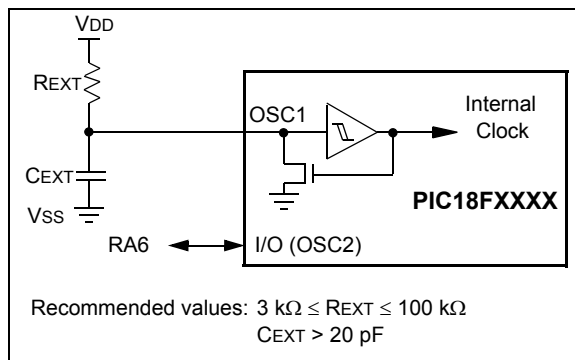 VDD
REXT
OSC1
Internal
Clock
CEXT
PIC18FXXXX
VSS
RA6
I/O (OSC2)
Recommended values: 3 kΩ ≤ REXT ≤ 100 kΩ
CEXT > 20 pF